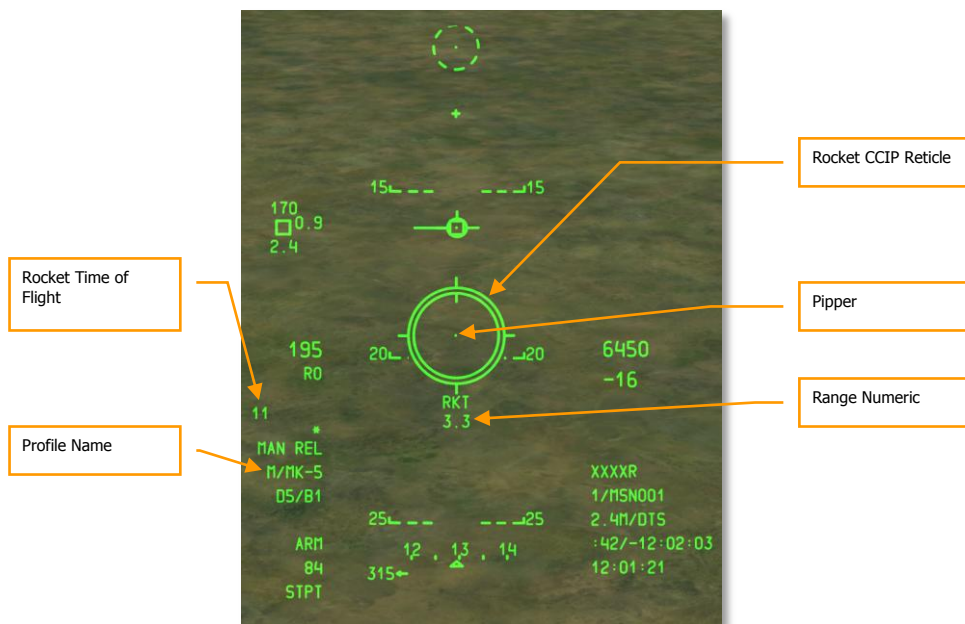 15 15
170
0.9
2.4
195
R0
20 20
6450
-16
RKT
3.3
11
*
MAN REL
M/MK-5
D5/B1
XXXXR
1/MSN001
2.4M/DTS
:42/-12:02:03
12:01:21
25 25
12 . 13 . 14
315←
ARM
84
STPT
Rocket Time of
Flight
Profile Name
Rocket CCIP Reticle
Pipper
Range Numeric